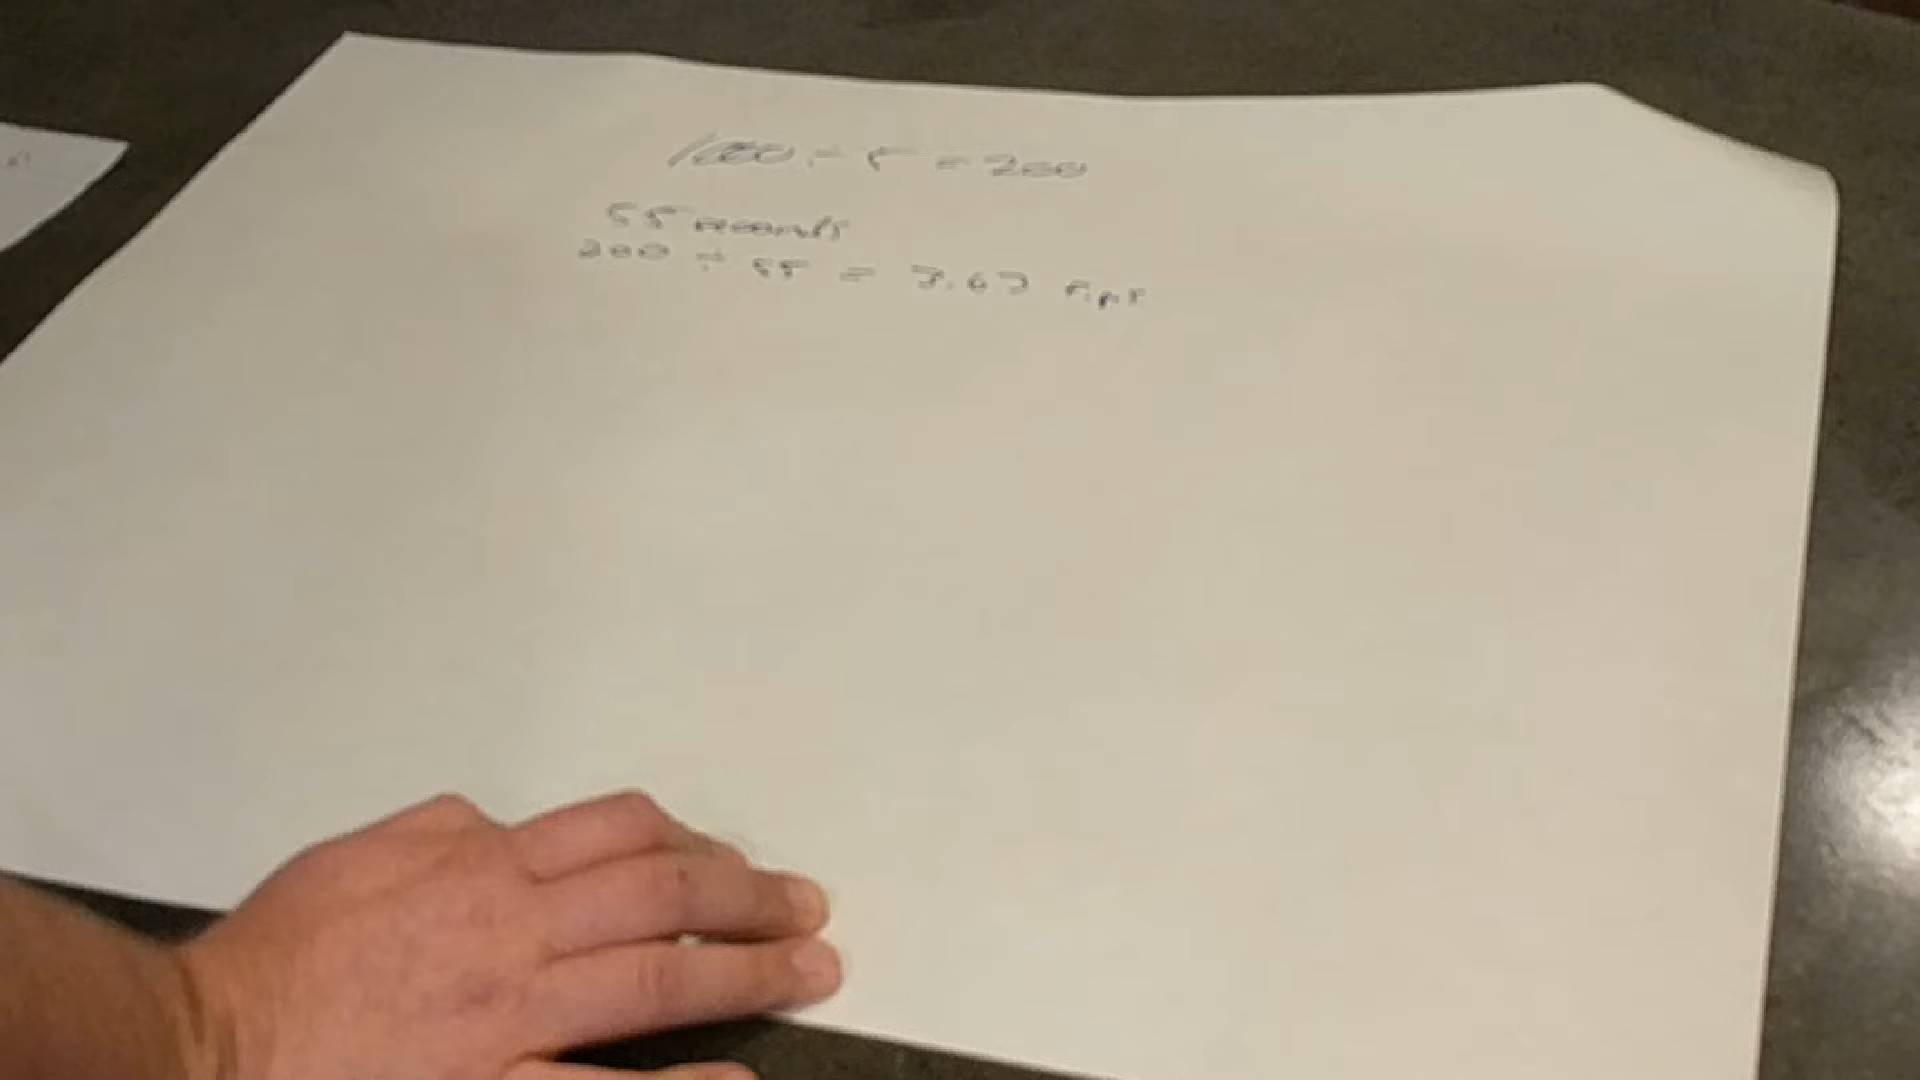 1000 ÷ 5 = 200
55 seconds
200 ÷ 55 = 3.63